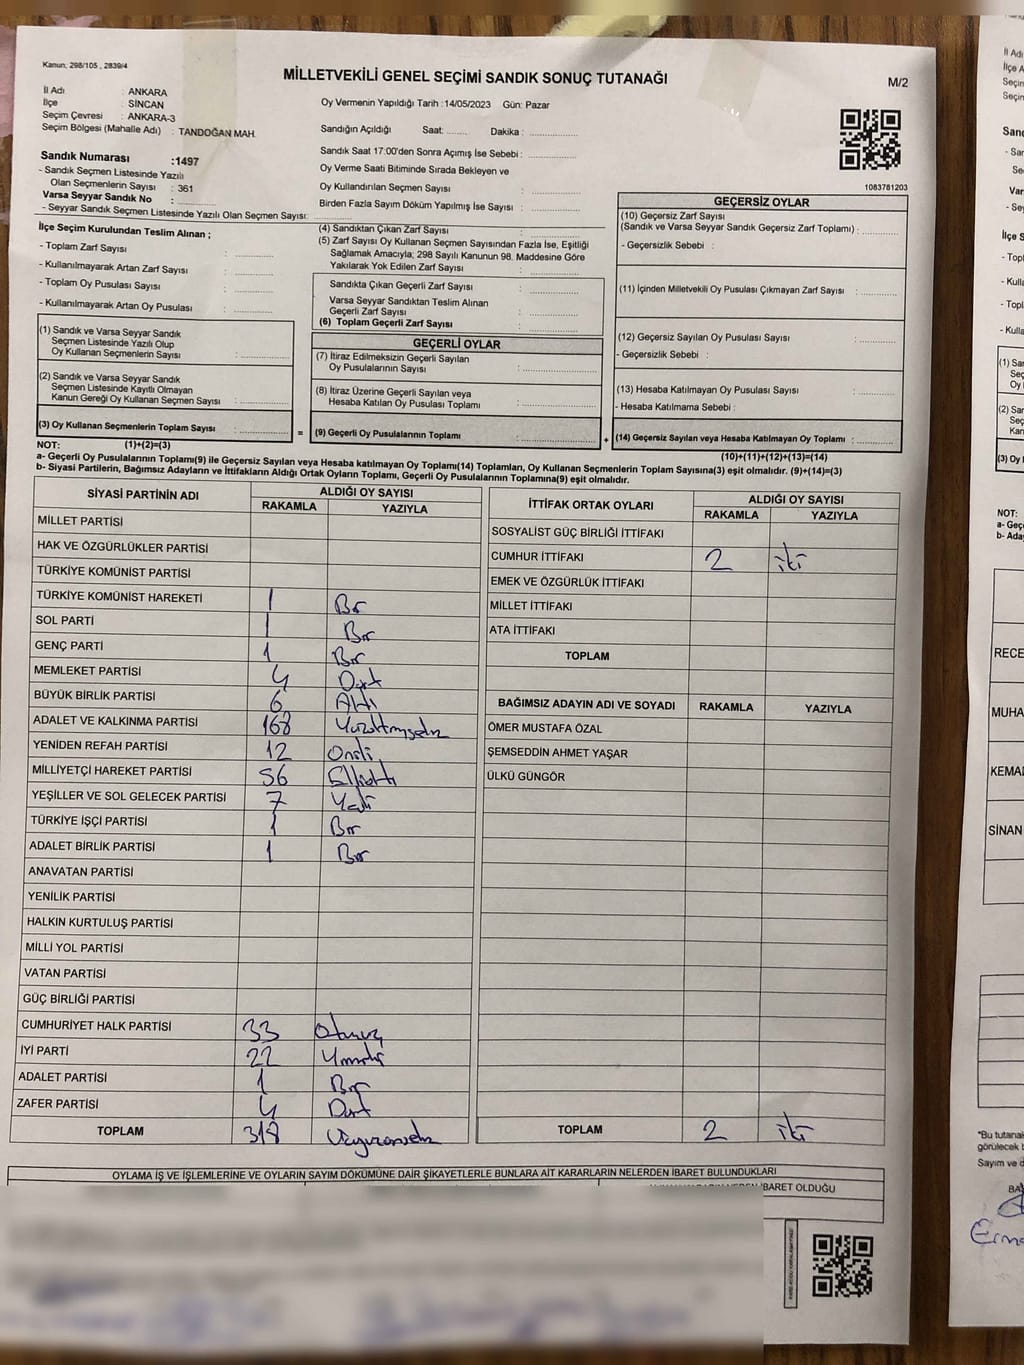 Kanun; 298/105 , 2839/4
MİLLETVEKİLİ GENEL SEÇİMİ SANDIK SONUÇ TUTANAĞI
M/2
İl Adı : ANKARA
İlçe : SİNCAN
Seçim Çevresi : ANKARA-3
Seçim Bölgesi (Mahalle Adı) : TANDOĞAN MAH.
Oy Vermenin Yapıldığı Tarih :14/05/2023 Gün: Pazar
Sandığın Açıldığı Saat: ........ Dakika; ................
Sandık Saat 17:00'den Sonra Açımış İse Sebebi : ................
Oy Verme Saati Bitiminde Sırada Bekleyen ve
Oy Kullandırılan Seçmen Sayısı : ................
Birden Fazla Sayım Döküm Yapılmış İse Sayısı : ................
1083781203
Sandık Numarası :1497
- Sandık Seçmen Listesinde Yazılı
Olan Seçmenlerin Sayısı : 361
Varsa Seyyar Sandık No : ................
- Seyyar Sandık Seçmen Listesinde Yazılı Olan Seçmen Sayısı: ................
İlçe Seçim Kurulundan Teslim Alınan ;
- Toplam Zarf Sayısı : ............
- Kullanılmayarak Artan Zarf Sayısı : ............
- Toplam Oy Pusulası Sayısı : ............
- Kullanılmayarak Artan Oy Pusulası : ............
(1) Sandık ve Varsa Seyyar Sandık
Seçmen Listesinde Yazılı Olup
Oy Kullanan Seçmenlerin Sayısı : ............
(2) Sandık ve Varsa Seyyar Sandık
Seçmen Listesinde Kayıtlı Olmayan
Kanun Gereği Oy Kullanan Seçmen Sayısı : ............
(3) Oy Kullanan Seçmenlerin Toplam Sayısı : ............
(4) Sandıktan Çıkan Zarf Sayısı : ............
(5) Zarf Sayısı Oy Kullanan Seçmen Sayısından Fazla İse, Eşitliği
Sağlamak Amacıyla; 298 Sayılı Kanunun 98. Maddesine Göre
Yakılarak Yok Edilen Zarf Sayısı : ............
Sandıkta Çıkan Geçerli Zarf Sayısı : ............
Varsa Seyyar Sandıktan Teslim Alınan
Geçerli Zarf Sayısı : ............
(6) Toplam Geçerli Zarf Sayısı : ............
GEÇERLİ OYLAR
(7) İtiraz Edilmeksizin Geçerli Sayılan
Oy Pusulalarının Sayısı : ............
(8) İtiraz Üzerine Geçerli Sayılan veya
Hesaba Katılan Oy Pusulası Toplamı : ............
= (9) Geçerli Oy Pusulalarının Toplamı : ............ +
GEÇERSİZ OYLAR
(10) Geçersiz Zarf Sayısı
(Sandık ve Varsa Seyyar Sandık Geçersiz Zarf Toplamı) : ............
- Geçersizlik Sebebi :
(11) İçinden Milletvekili Oy Pusulası Çıkmayan Zarf Sayısı : ............
(12) Geçersiz Sayılan Oy Pusulası Sayısı : ............
- Geçersizlik Sebebi :
(13) Hesaba Katılmayan Oy Pusulası Sayısı : ............
- Hesaba Katılmama Sebebi :
(14) Geçersiz Sayılan veya Hesaba Katılmayan Oy Toplamı : ............
NOT: (1)+(2)=(3)
(10)+(11)+(12)+(13)=(14)
a- Geçerli Oy Pusulalarının Toplamı(9) ile Geçersiz Sayılan veya Hesaba katılmayan Oy Toplamı(14) Toplamları, Oy Kullanan Seçmenlerin Toplam Sayısına(3) eşit olmalıdır. (9)+(14)=(3)
b- Siyasi Partilerin, Bağımsız Adayların ve İttifakların Aldığı Ortak Oyların Toplamı, Geçerli Oy Pusulalarının Toplamına(9) eşit olmalıdır.
SİYASİ PARTİNİN ADI ALDIĞI OY SAYISI
RAKAMLA YAZIYLA
MİLLET PARTİSİ
HAK VE ÖZGÜRLÜKLER PARTİSİ
TÜRKİYE KOMÜNİST PARTİSİ
TÜRKİYE KOMÜNİST HAREKETİ 1 Bir
SOL PARTİ 1 Bir
GENÇ PARTİ 1 Bir
MEMLEKET PARTİSİ 4 Dört
BÜYÜK BİRLİK PARTİSİ 6 Altı
ADALET VE KALKINMA PARTİSİ 168 Yüzaltmışsekiz
YENİDEN REFAH PARTİSİ 12 Oniki
MİLLİYETÇİ HAREKET PARTİSİ 56 Ellialtı
YEŞİLLER VE SOL GELECEK PARTİSİ 7 Yedi
TÜRKİYE İŞÇİ PARTİSİ 1 Bir
ADALET BİRLİK PARTİSİ 1 Bir
ANAVATAN PARTİSİ
YENİLİK PARTİSİ
HALKIN KURTULUŞ PARTİSİ
MİLLİ YOL PARTİSİ
VATAN PARTİSİ
GÜÇ BİRLİĞİ PARTİSİ
CUMHURİYET HALK PARTİSİ 33 Otuzüç
İYİ PARTİ 22 Yirmiiki
ADALET PARTİSİ 1 Bir
ZAFER PARTİSİ 4 Dört
TOPLAM 318 Üçyüzonsekiz
İTTİFAK ORTAK OYLARI ALDIĞI OY SAYISI
RAKAMLA YAZIYLA
SOSYALİST GÜÇ BİRLİĞİ İTTİFAKI
CUMHUR İTTİFAKI 2 iki
EMEK VE ÖZGÜRLÜK İTTİFAKI
MİLLET İTTİFAKI
ATA İTTİFAKI
TOPLAM
BAĞIMSIZ ADAYIN ADI VE SOYADI RAKAMLA YAZIYLA
ÖMER MUSTAFA ÖZAL
ŞEMSEDDİN AHMET YAŞAR
ÜLKÜ GÜNGÖR
TOPLAM 2 iki
OYLAMA İŞ VE İŞLEMLERİNE VE OYLARIN SAYIM DÖKÜMÜNE DAİR ŞİKAYETLERLE BUNLARA AİT KARARLARIN NELERDEN İBARET BULUNDUKLARI
İBARET OLDUĞU
İl Adı
İlçe A
Seçin
Seçin
Sand
- Sar
Var
- Sey
İlçe S
- Topl
- Kulla
- Topl
- Kulla
(1) Sar
Seç
Oy
(2) Sar
Seç
Kan
(3) Oy
NOT:
a- Geçe
b- Aday
RECE
MUHA
KEMAL
SİNAN
*Bu tutanak
görülecek b
Sayım ve d